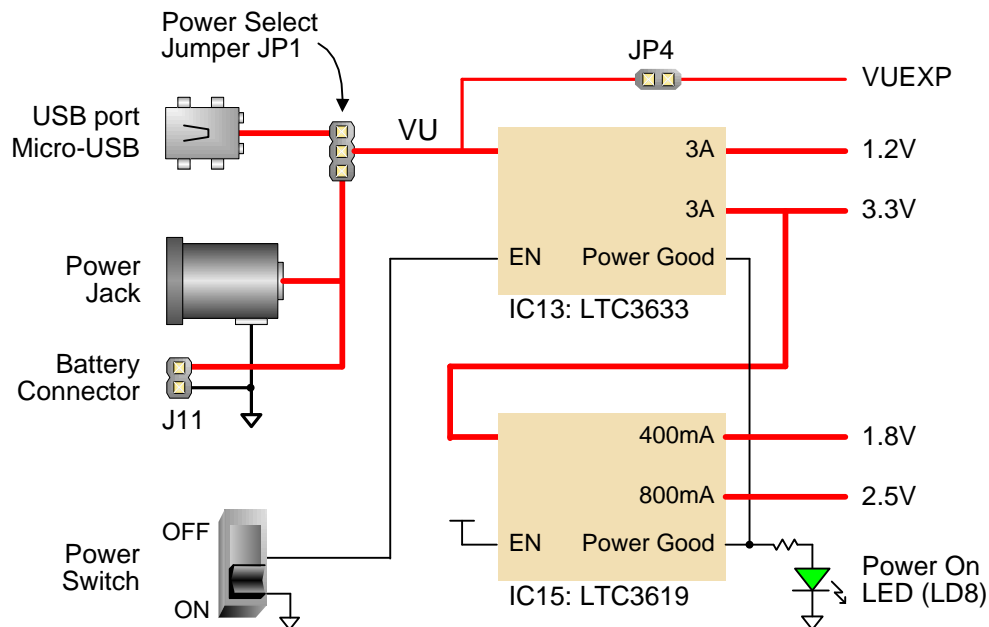 Power Select
Jumper JP1
JP4
VUEXP
USB port
Micro-USB
VU
3A
1.2V
3A
3.3V
EN
Power Good
IC13: LTC3633
Power
Jack
Battery
Connector
J11
400mA
1.8V
800mA
2.5V
EN
Power Good
IC15: LTC3619
OFF
Power
Switch
ON
Power On
LED (LD8)